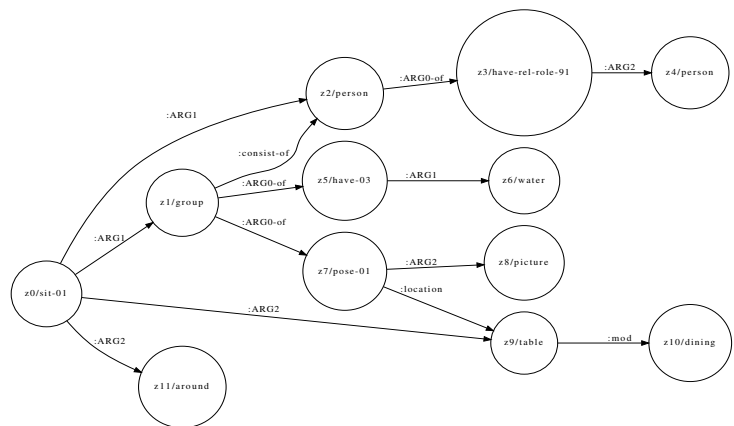 :ARG0-of
z3/have-rel-role-91
:ARG2
z4/person
z2/person
:ARG1
:consist-of
:ARG0-of
z5/have-03
:ARG1
z6/water
z1/group
:ARG0-of
:ARG1
z7/pose-01
:ARG2
z8/picture
:location
z0/sit-01
:ARG2
z9/table
:mod
z10/dining
:ARG2
z11/around